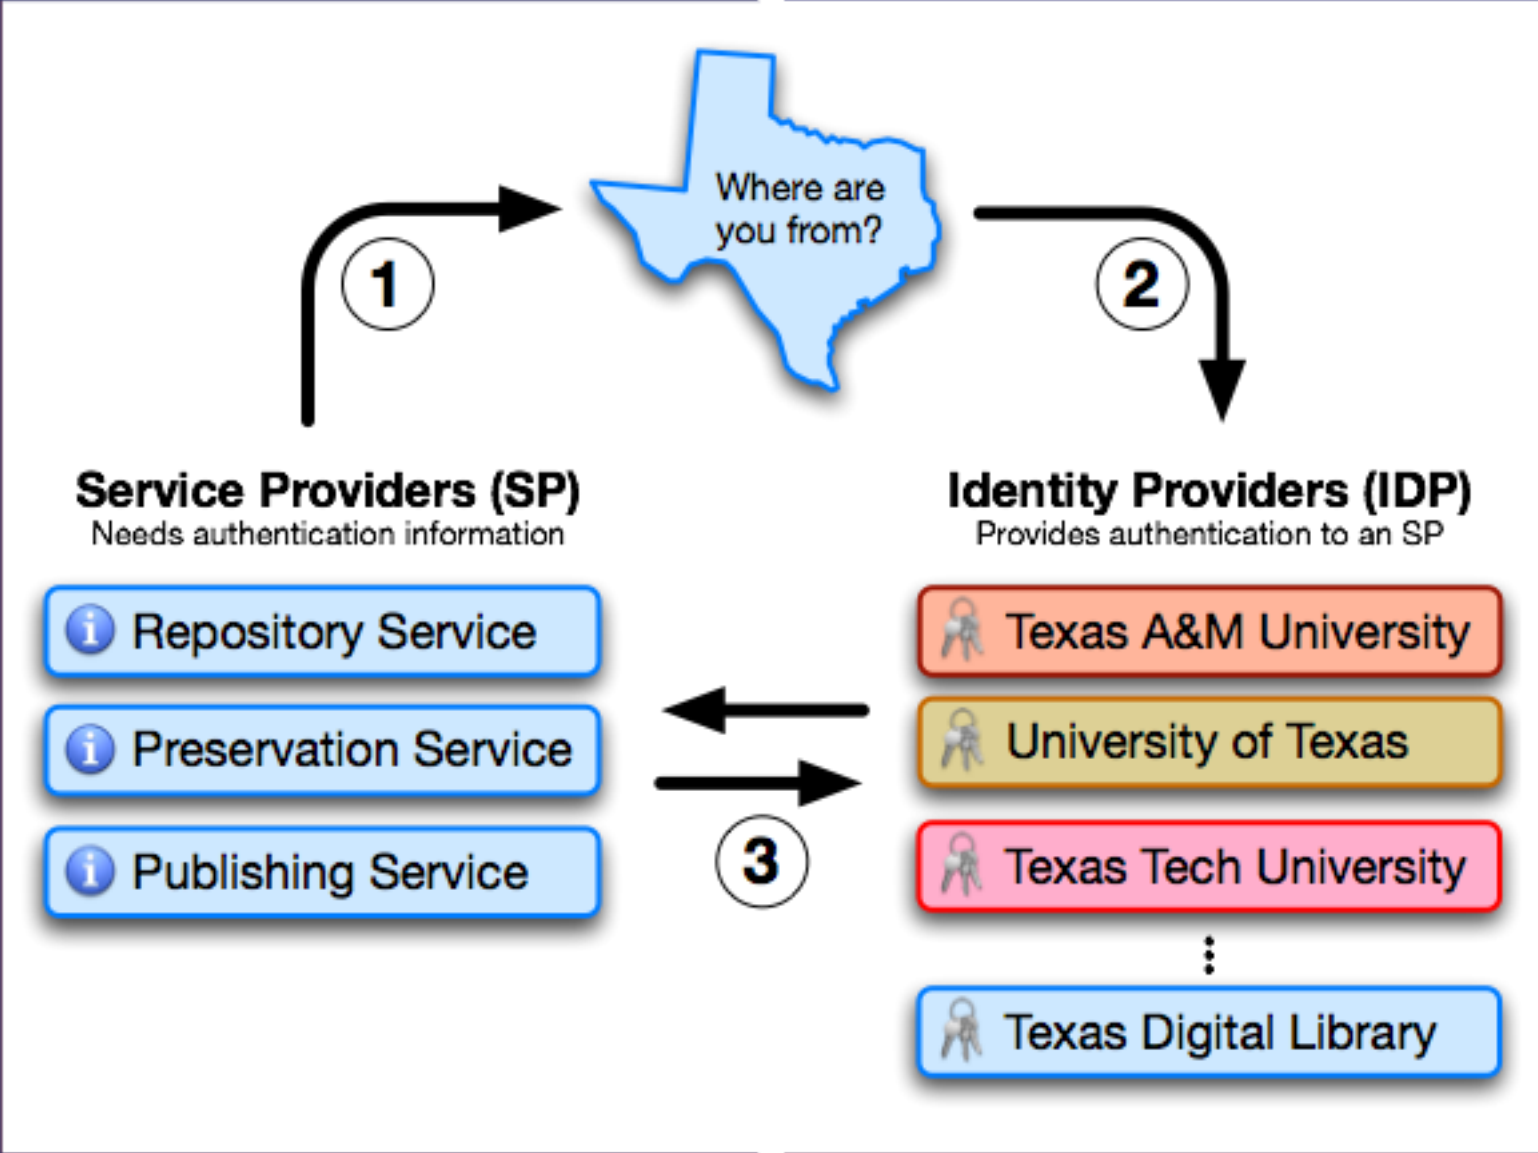 Where are
you from?
1
2
Service Providers (SP)
Needs authentication information
Repository Service
Preservation Service
Publishing Service
3
Identity Providers (IDP)
Provides authentication to an SP
Texas A&M University
University of Texas
Texas Tech University
Texas Digital Library